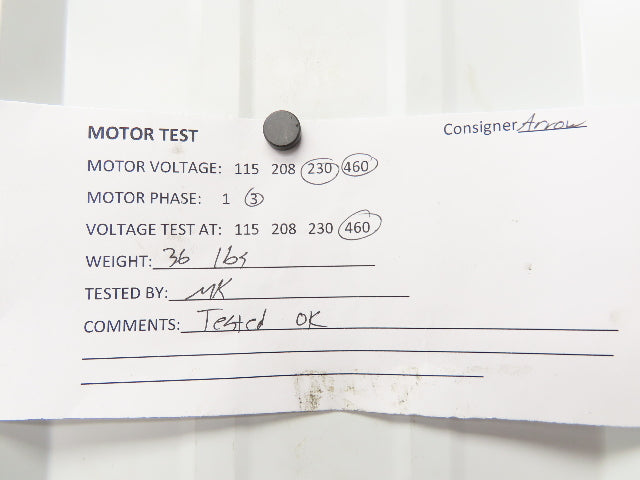 MOTOR TEST
Consigner Arrow
MOTOR VOLTAGE: 115 208 230 460
MOTOR PHASE: 1 3
VOLTAGE TEST AT: 115 208 230 460
WEIGHT: 36 lbs
TESTED BY: MK
COMMENTS: Tested OK